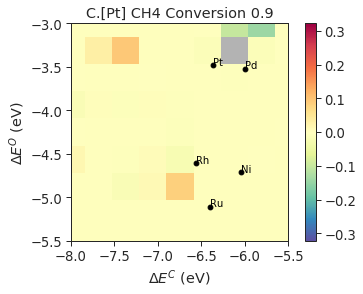 C.[Pt] CH4 Conversion 0.9
ΔE^O (eV)
−3.0
−3.5
−4.0
−4.5
−5.0
−5.5
Pt
Pd
Rh
Ni
Ru
−8.0 −7.5 −7.0 −6.5 −6.0 −5.5
ΔE^C (eV)
0.3
0.2
0.1
0.0
−0.1
−0.2
−0.3